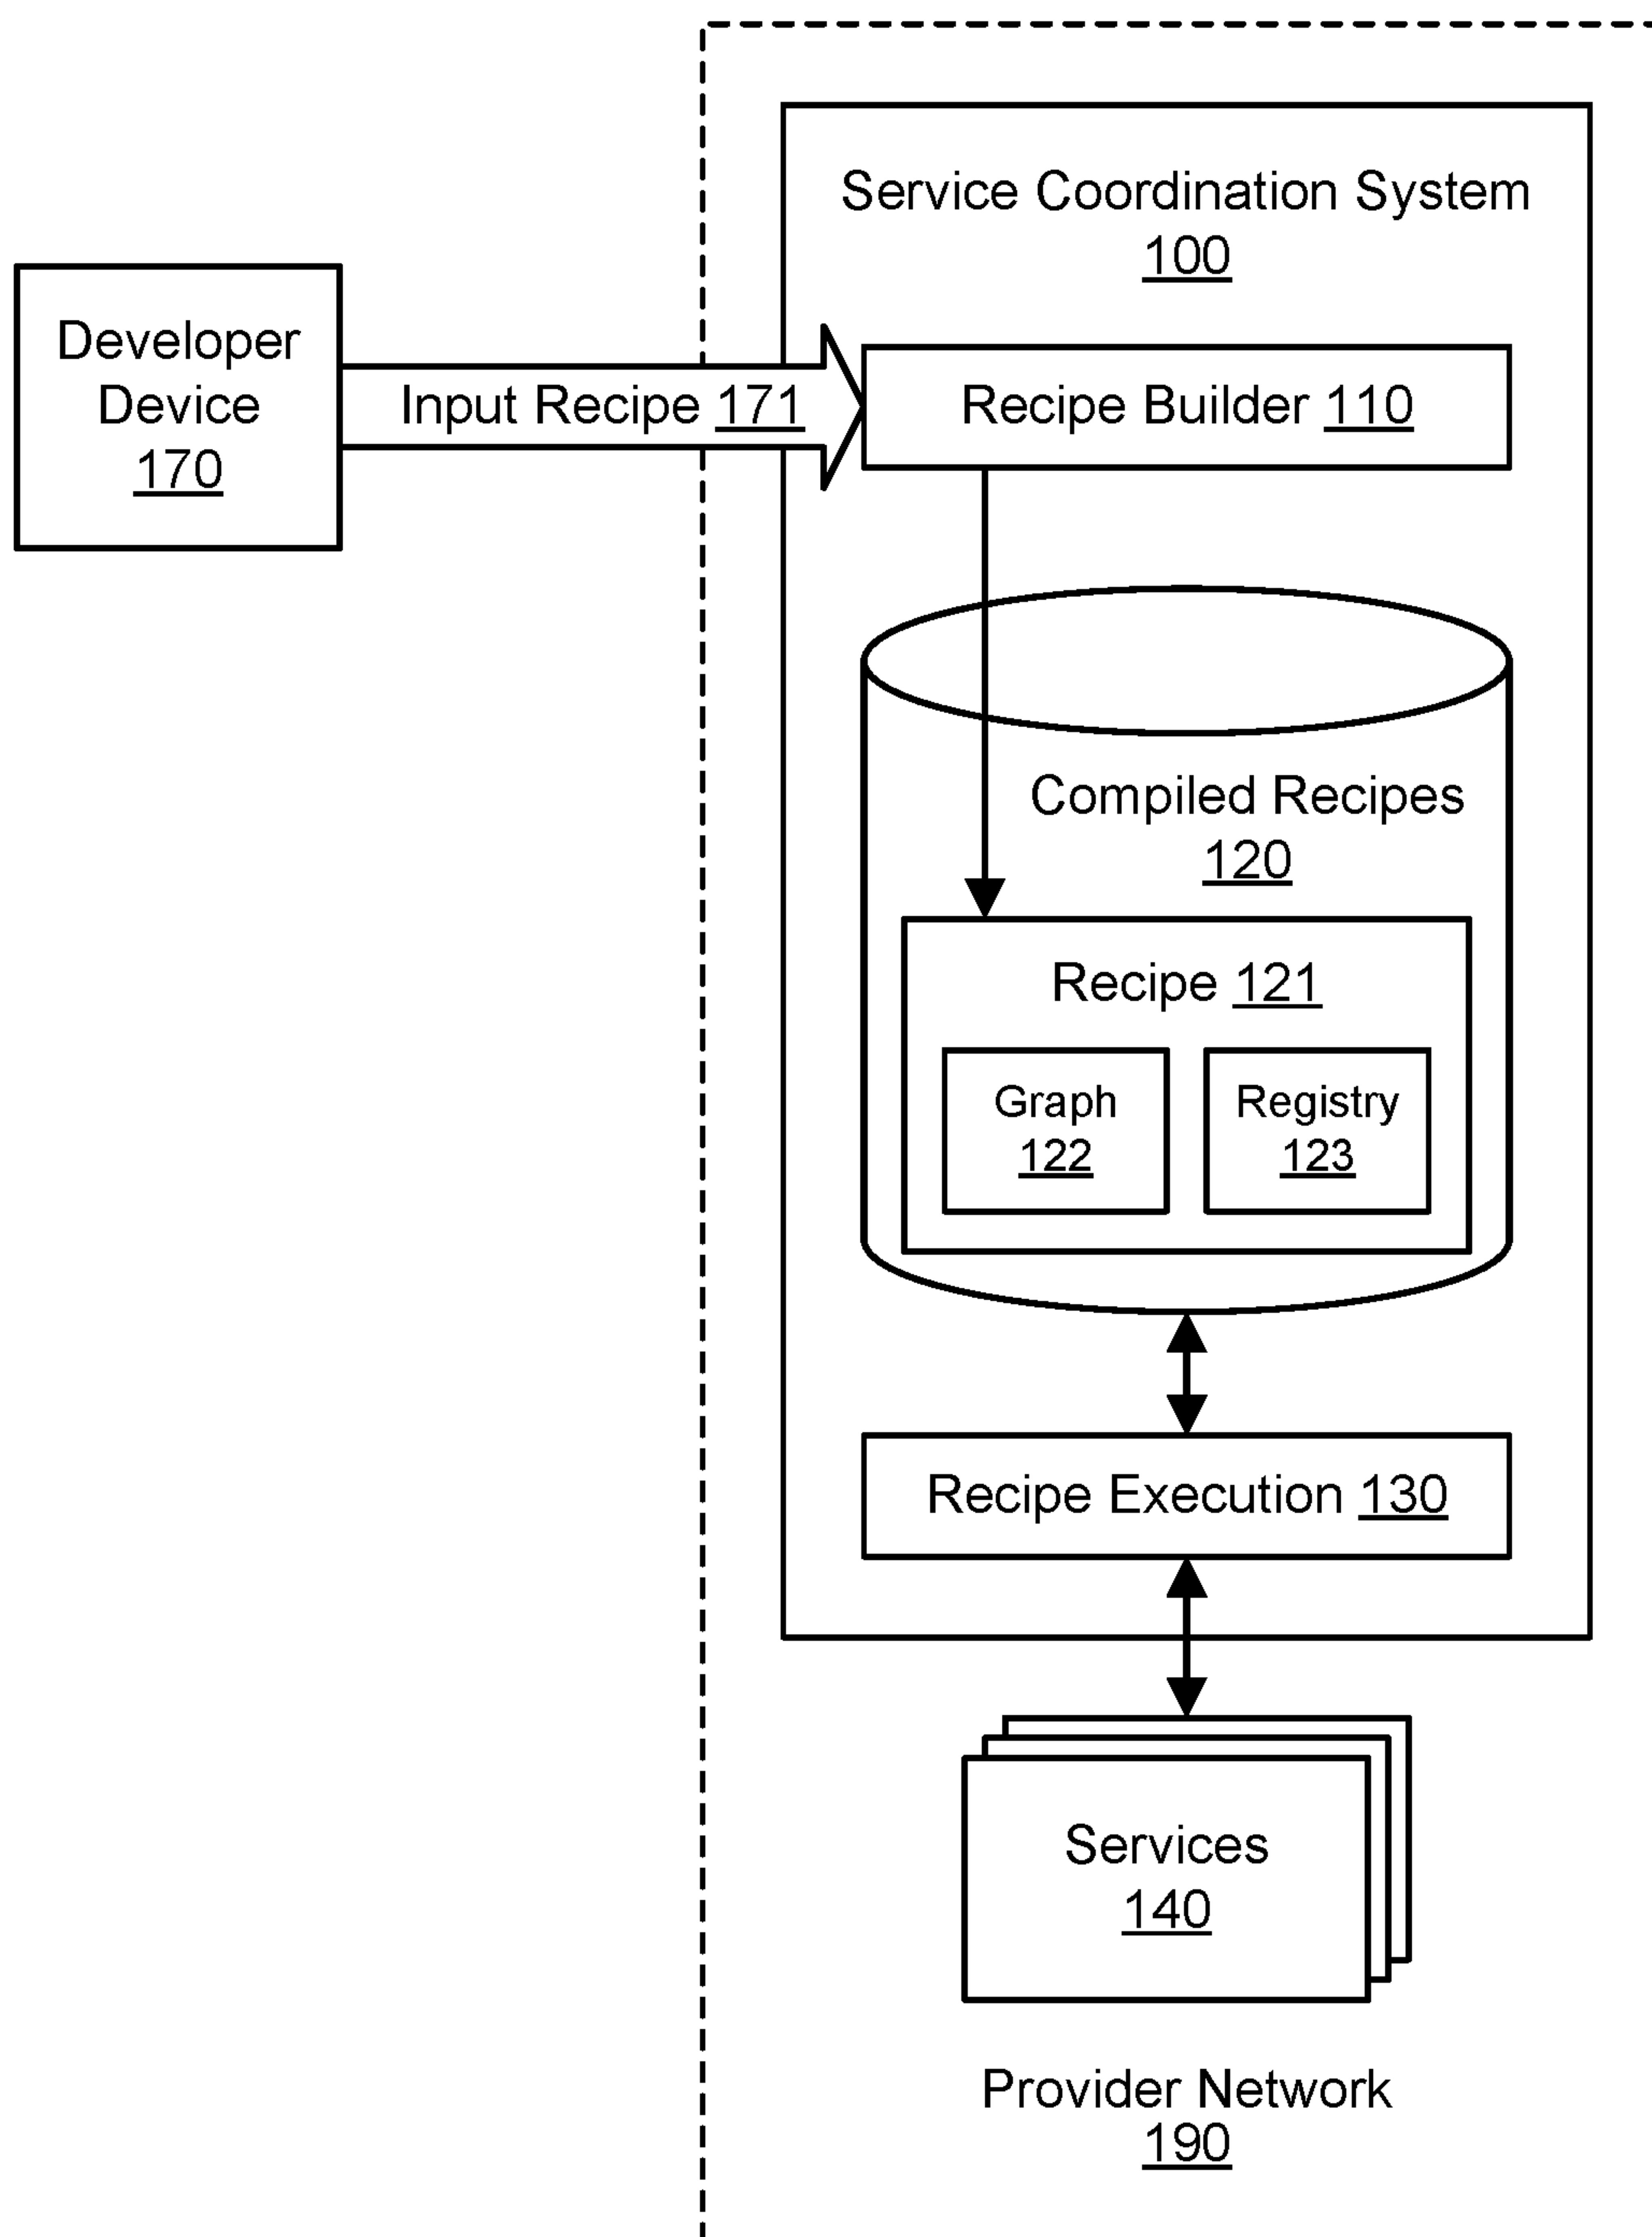 Service Coordination System
100
Developer
Device
170
Input Recipe 171
Recipe Builder 110
Compiled Recipes
120
Recipe 121
Graph
122
Registry
123
Recipe Execution 130
Services
140
Provider Network
190